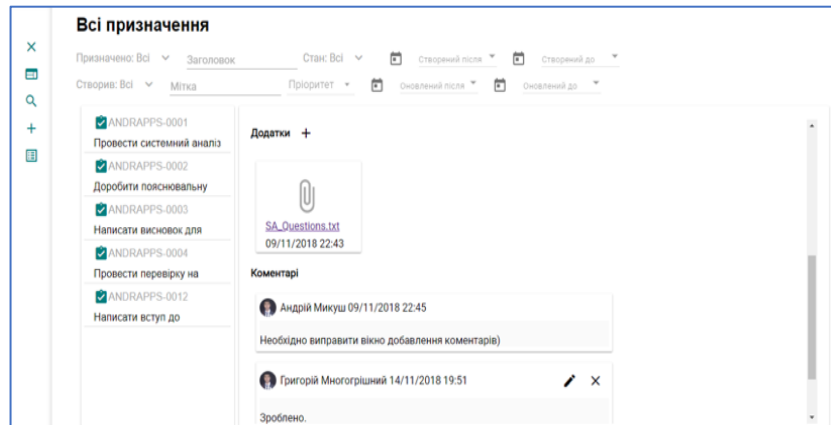 Всі призначення
Призначено: Всі Заголовок Стан: Всі Створений після Створений до
Створив: Всі Мітка Пріоритет Оновлений після Оновлений до
ANDRAPPS-0001
Провести системний аналіз
ANDRAPPS-0002
Доробити пояснювальну
ANDRAPPS-0003
Написати висновок для
ANDRAPPS-0004
Провести перевірку на
ANDRAPPS-0012
Написати вступ до
Додатки +
SA_Questions.txt
09/11/2018 22:43
Коментарі
Андрій Микуш 09/11/2018 22:45
Необхідно виправити вікно добавлення коментарів)
Григорій Многогрішний 14/11/2018 19:51
Зроблено.